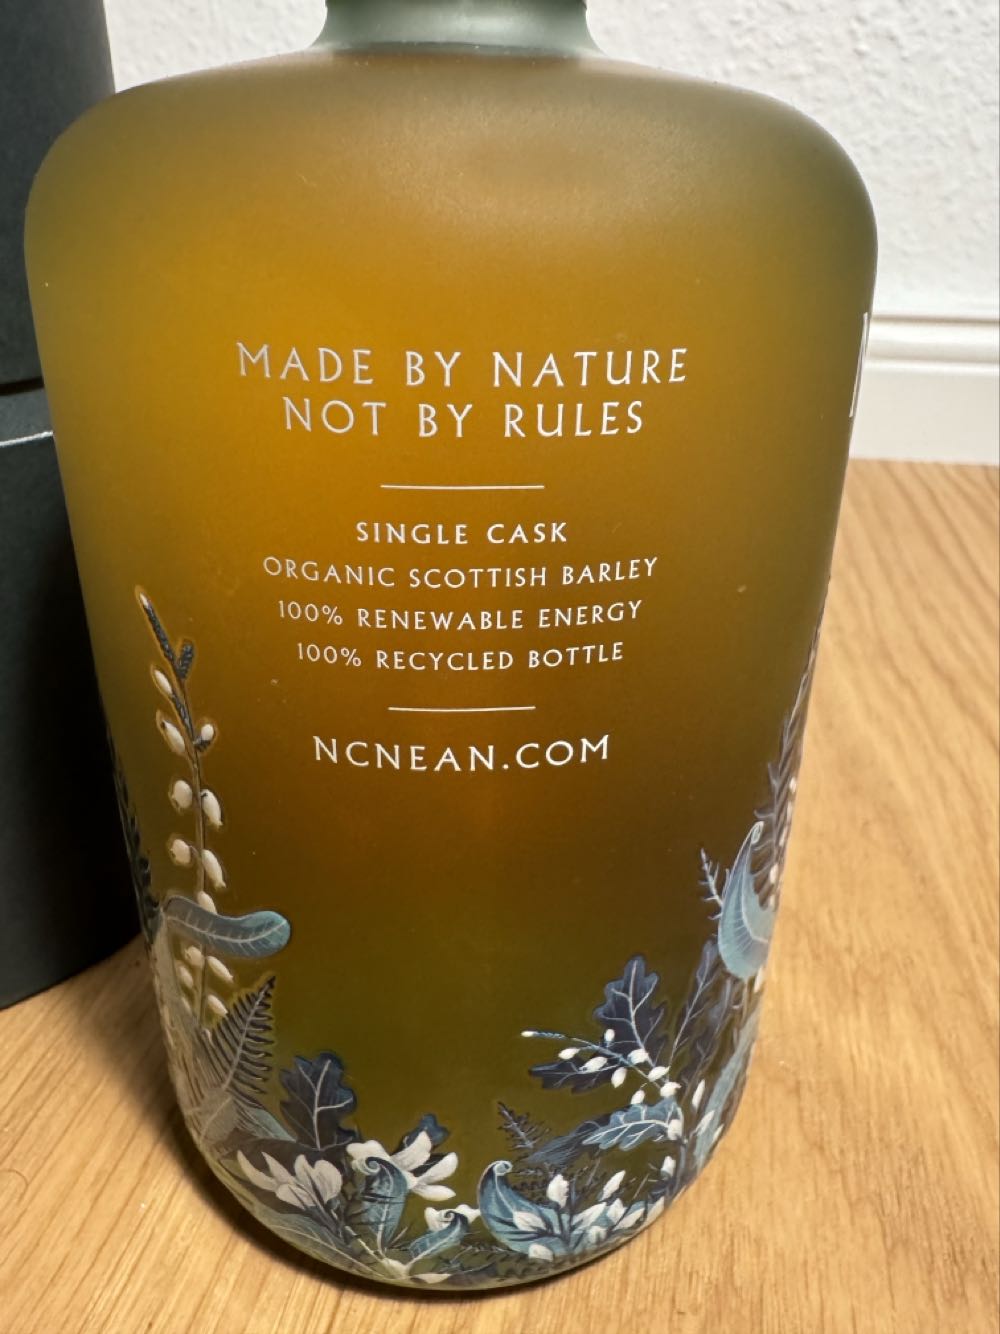 MADE BY NATURE
NOT BY RULES
SINGLE CASK
ORGANIC SCOTTISH BARLEY
100% RENEWABLE ENERGY
100% RECYCLED BOTTLE
NCNEAN.COM